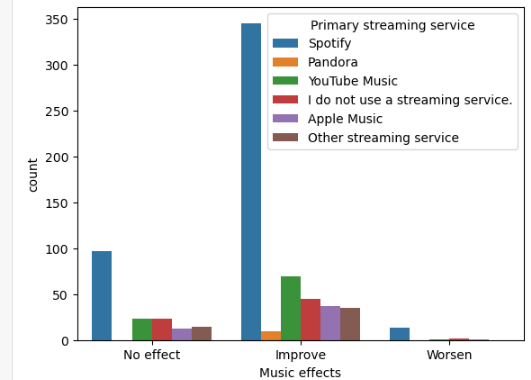 350
300
250
200
150
100
50
0
count
Primary streaming service
Spotify
Pandora
YouTube Music
I do not use a streaming service.
Apple Music
Other streaming service
No effect
Improve
Worsen
Music effects